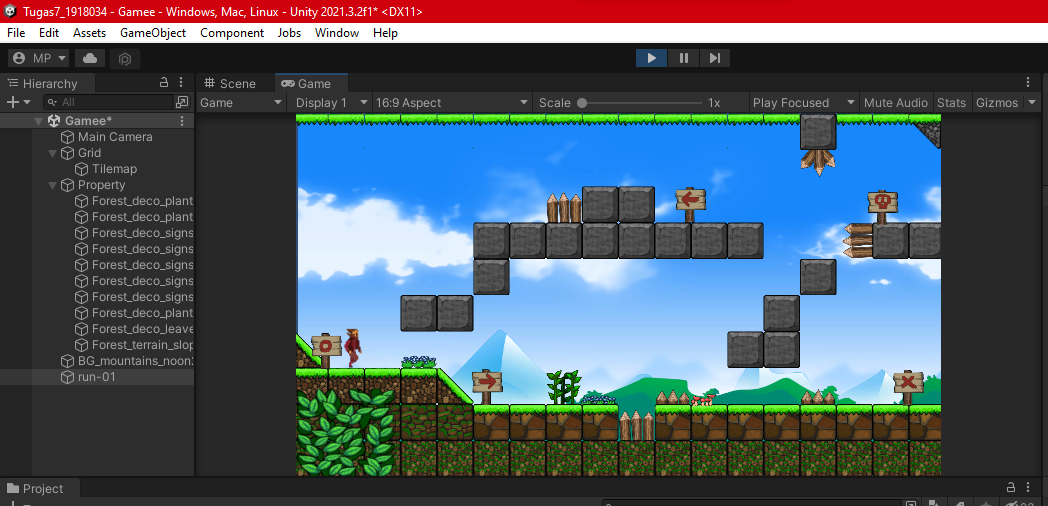 Tugas7_1918034 - Gamee - Windows, Mac, Linux - Unity 2021.3.2f1* <DX11>
File Edit Assets GameObject Component Jobs Window Help
MP
Hierarchy
All
Scene
Game
Game
Display 1
16:9 Aspect
Scale
1x
Play Focused
Mute Audio
Stats
Gizmos
Gamee*
Main Camera
Grid
Tilemap
Property
Forest_deco_plant
Forest_deco_plant
Forest_deco_signs
Forest_deco_signs
Forest_deco_signs
Forest_deco_signs
Forest_deco_signs
Forest_deco_plant
Forest_deco_leave
Forest_terrain_slop
BG_mountains_noon
run-01
Project